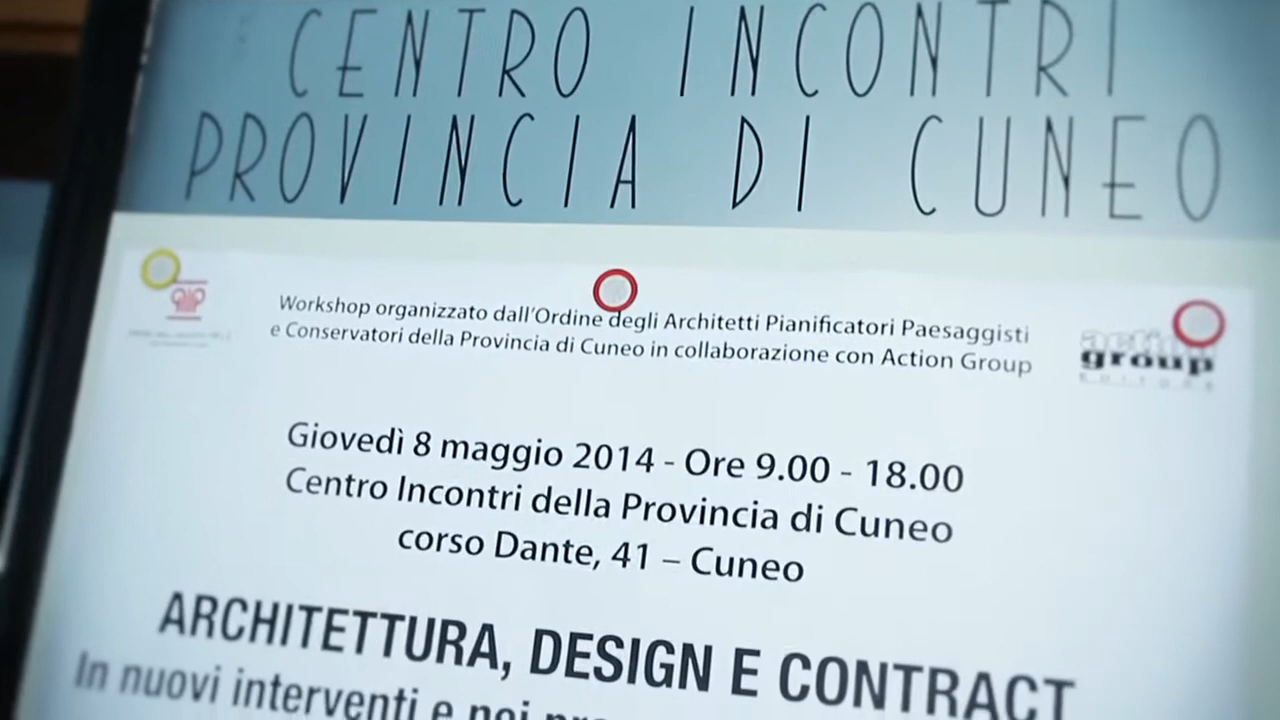 CENTRO INCONTRI
PROVINCIA DI CUNEO
Workshop organizzato dall'Ordine degli Architetti Pianificatori Paesaggisti
e Conservatori della Provincia di Cuneo in collaborazione con Action Group
action
group
Giovedì 8 maggio 2014 - Ore 9.00 - 18.00
Centro Incontri della Provincia di Cuneo
corso Dante, 41 – Cuneo
ARCHITETTURA, DESIGN E CONTRACT
In nuovi interventi e nei